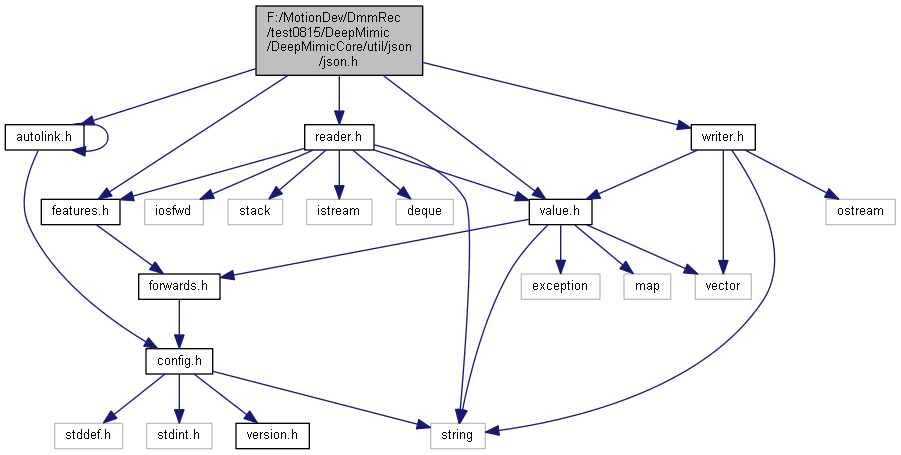 F:/MotionDev/DmmRec
/test0815/DeepMimic
/DeepMimicCore/util/json
/json.h
autolink.h
reader.h
writer.h
features.h
iosfwd
stack
istream
deque
value.h
ostream
forwards.h
exception
map
vector
config.h
stddef.h
stdint.h
version.h
string